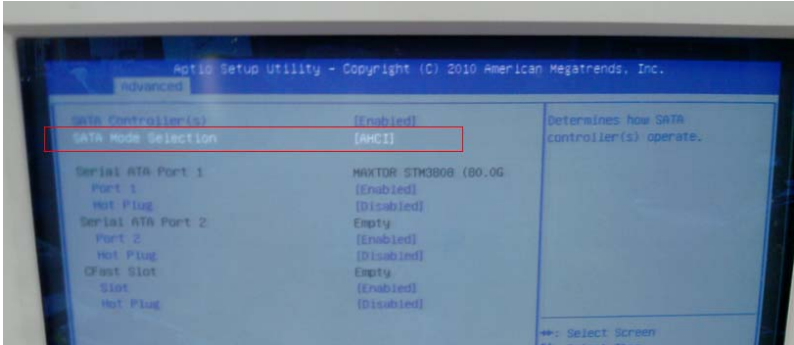 Aptio Setup Utility - Copyright (C) 2010 American Megatrends, Inc.
Advanced
SATA Controller(s) [Enabled]
SATA Mode Selection [AHCI]
Serial ATA Port 1 MAXTOR STM3808 (80.0G
Port 1 [Enabled]
Hot Plug [Disabled]
Serial ATA Port 2 Empty
Port 2 [Enabled]
Hot Plug [Disabled]
CFast Slot Empty
Slot [Enabled]
Hot Plug [Disabled]
Determines how SATA
controller(s) operate.
: Select Screen